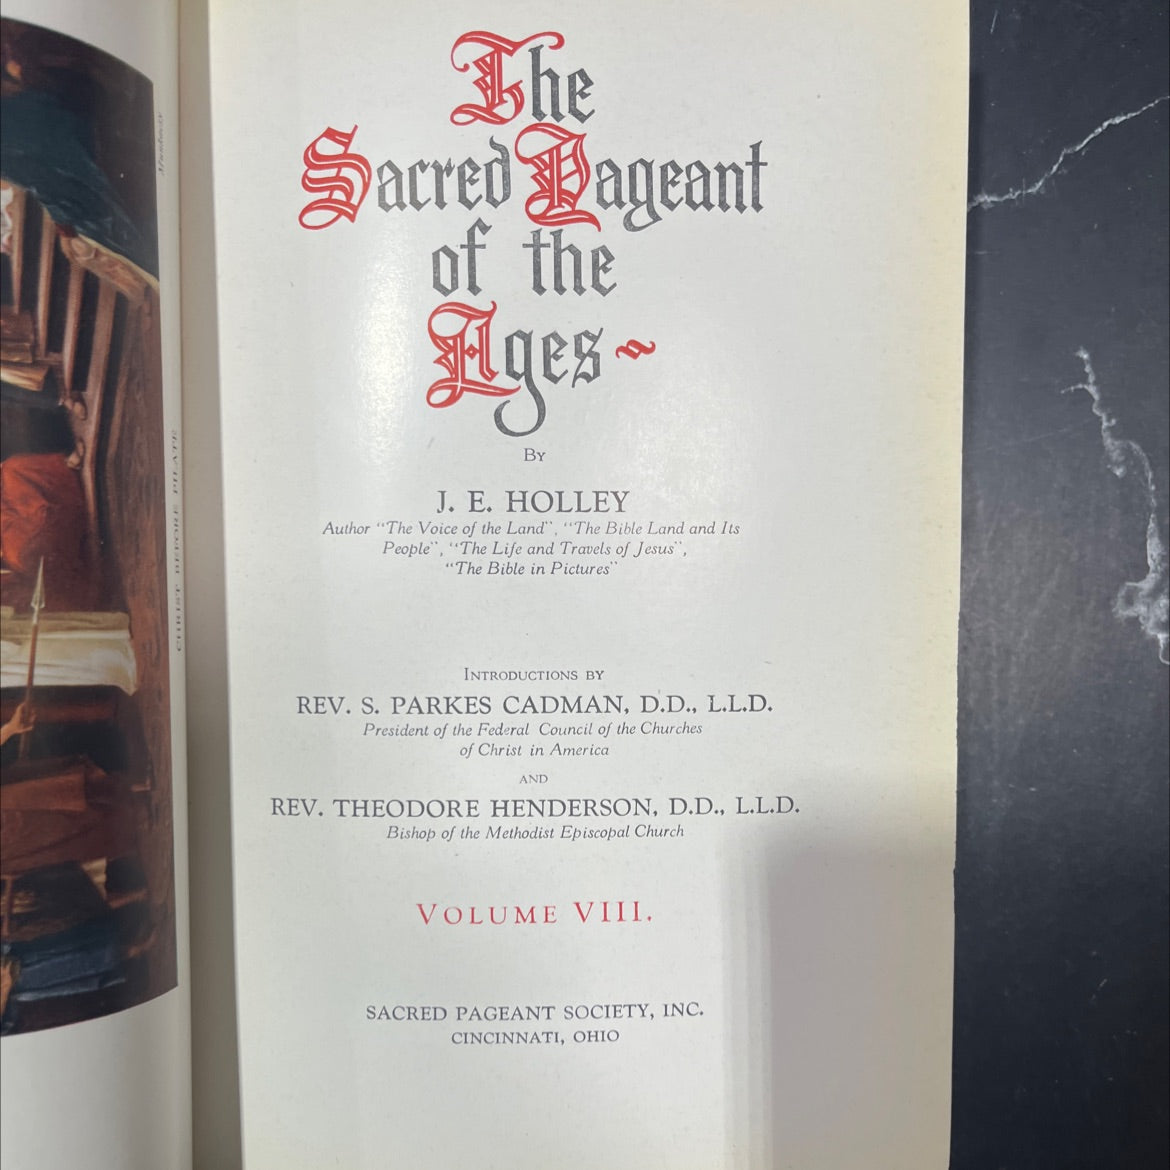 The
Sacred Pageant
of the
Ages
By
J. E. HOLLEY
Author "The Voice of the Land", "The Bible Land and Its
People", "The Life and Travels of Jesus",
"The Bible in Pictures"
INTRODUCTIONS BY
REV. S. PARKES CADMAN, D.D., L.L.D.
President of the Federal Council of the Churches
of Christ in America
AND
REV. THEODORE HENDERSON, D.D., L.L.D.
Bishop of the Methodist Episcopal Church
VOLUME VIII.
SACRED PAGEANT SOCIETY, INC.
CINCINNATI, OHIO
CHRIST BEFORE PILATE
Munkacsy